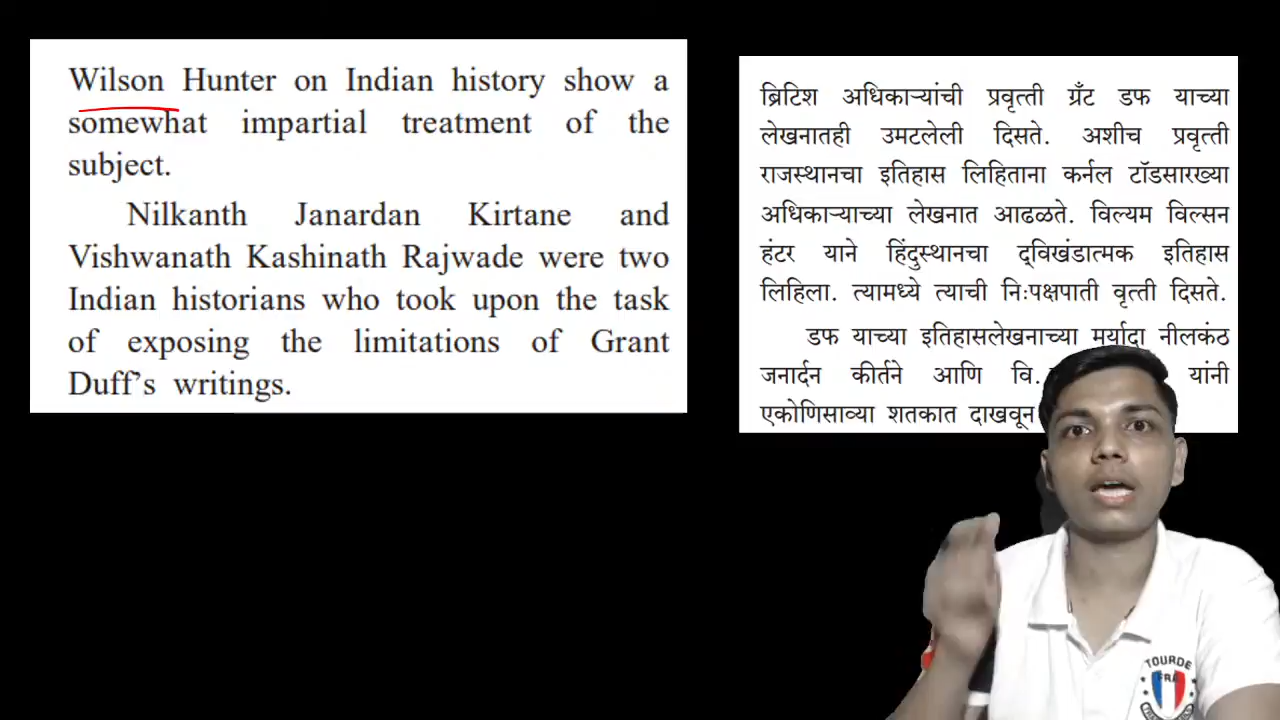 Wilson Hunter on Indian history show a
somewhat impartial treatment of the
subject.
Nilkanth Janardan Kirtane and
Vishwanath Kashinath Rajwade were two
Indian historians who took upon the task
of exposing the limitations of Grant
Duff’s writings.
ब्रिटिश अधिकाऱ्यांची प्रवृत्ती ग्रँट डफ याच्या
लेखनातही उमटलेली दिसते. अशीच प्रवृत्ती
राजस्थानचा इतिहास लिहिताना कर्नल टॉडसारख्या
अधिकाऱ्याच्या लेखनात आढळते. विल्यम विल्सन
हंटर याने हिंदुस्थानचा द्विखंडात्मक इतिहास
लिहिला. त्यामध्ये त्याची निःपक्षपाती वृत्ती दिसते.
डफ याच्या इतिहासलेखनाच्या मर्यादा नीलकंठ
जनार्दन कीर्तने आणि वि. यांनी
एकोणिसाव्या शतकात दाखवून
TOURDE
FRA